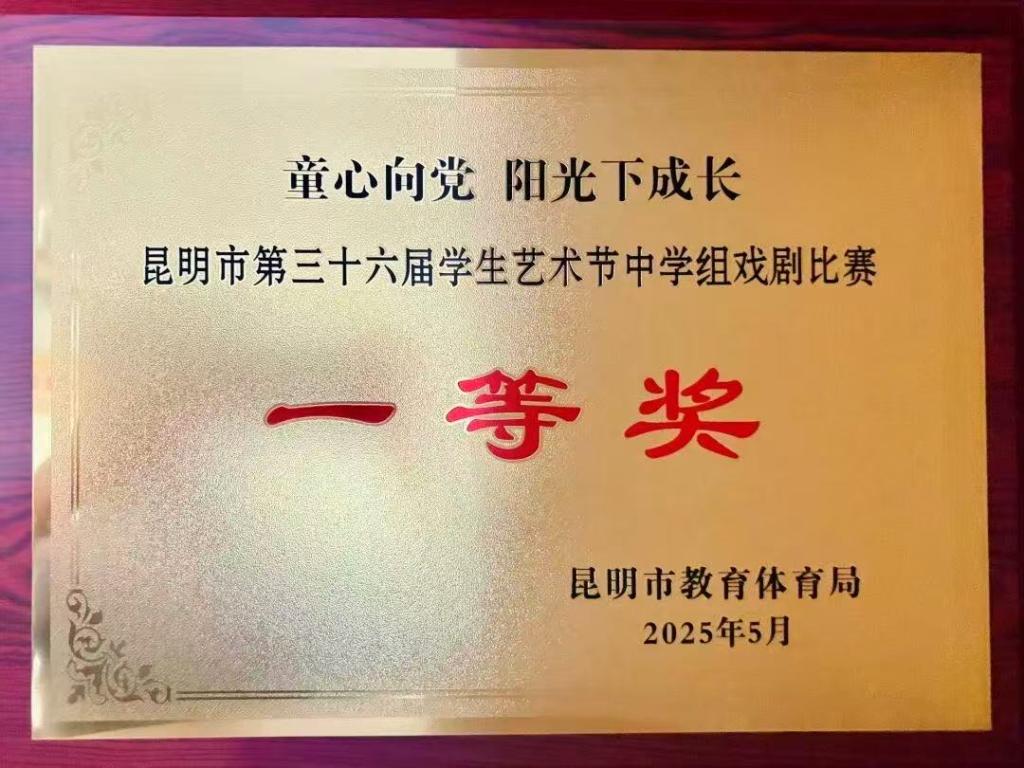 童心向党 阳光下成长
昆明市第三十六届学生艺术节中学组戏剧比赛
一等奖
昆明市教育体育局
2025年5月